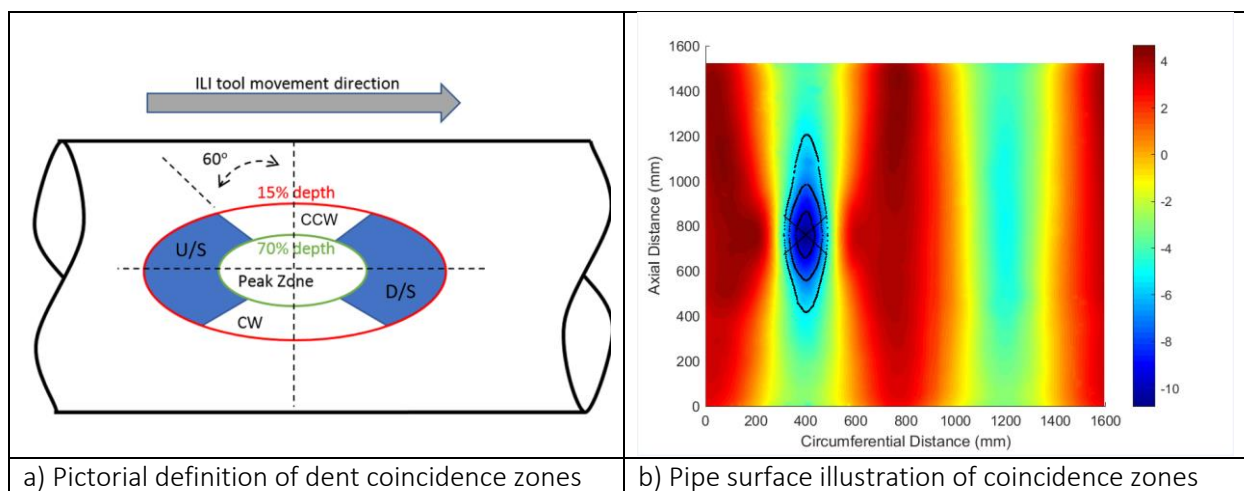 ILI tool movement direction
60°
15% depth
CCW
U/S
70% depth
Peak Zone
D/S
CW
a) Pictorial definition of dent coincidence zones
1600
1400
1200
1000
800
600
400
200
0
Axial Distance (mm)
0 200 400 600 800 1000 1200 1400 1600
Circumferential Distance (mm)
4
2
0
-2
-4
-6
-8
-10
b) Pipe surface illustration of coincidence zones